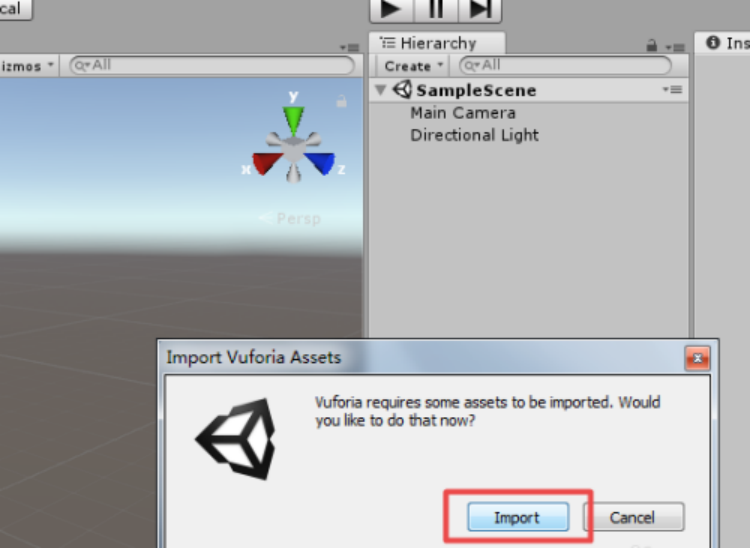 cal
Hierarchy
Ins
izmos
All
Create
All
SampleScene
Main Camera
Directional Light
y
x
z
Persp
Import Vuforia Assets
Vuforia requires some assets to be imported. Would
you like to do that now?
Import
Cancel